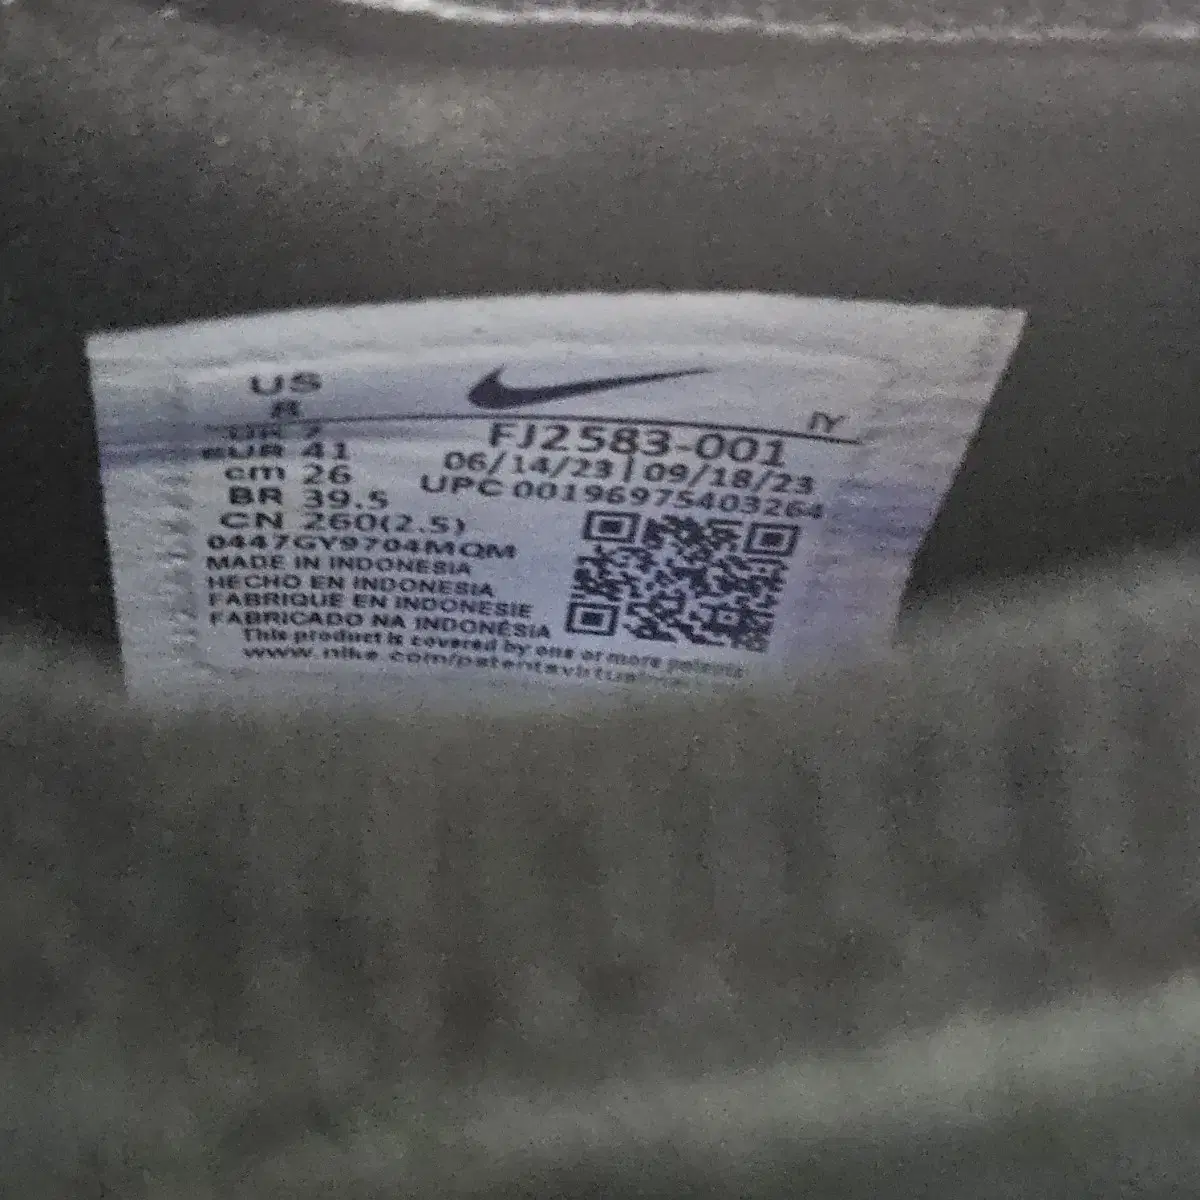 US
8
UK 7
EUR 41
cm 26
BR 39.5
CN 260(2.5)
0447GY9704MQM
MADE IN INDONESIA
HECHO EN INDONESIA
FABRIQUE EN INDONESIE
FABRICADO NA INDONÉSIA
This product is covered by one or more patents
www.nike.com/patentsvirtual
IY
FJ2583-001
06/14/23 | 09/18/23
UPC 00196975403264